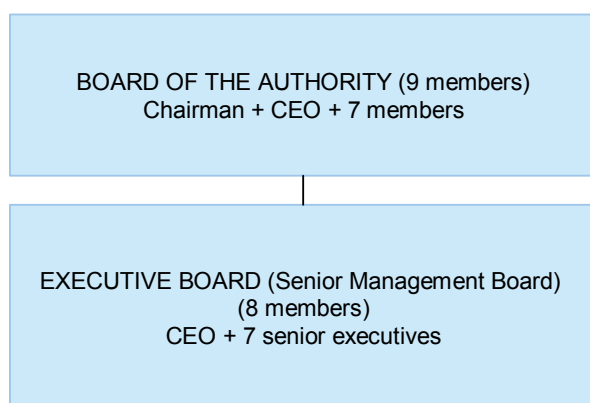 BOARD OF THE AUTHORITY (9 members)
Chairman + CEO + 7 members
EXECUTIVE BOARD (Senior Management Board)
(8 members)
CEO + 7 senior executives